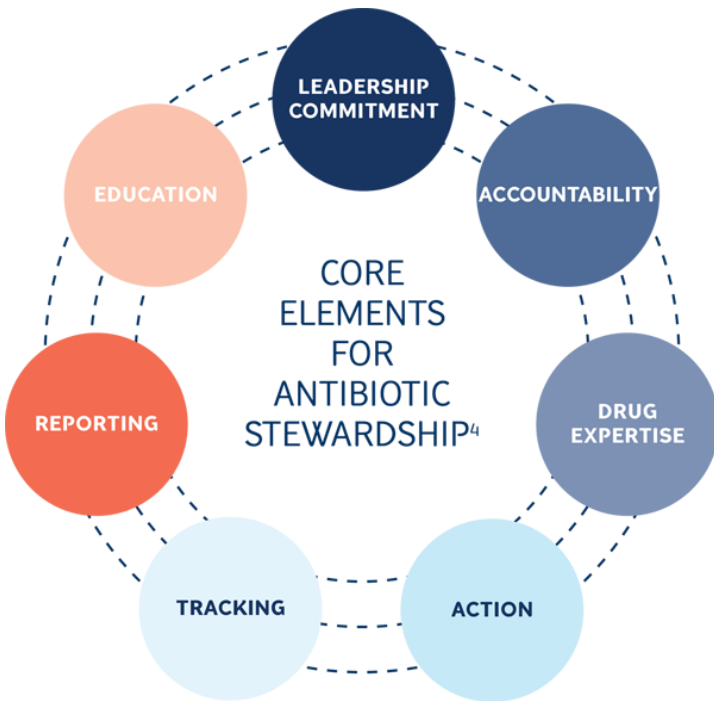 LEADERSHIP
COMMITMENT
ACCOUNTABILITY
DRUG
EXPERTISE
ACTION
TRACKING
REPORTING
EDUCATION
CORE
ELEMENTS
FOR
ANTIBIOTIC
STEWARDSHIP⁴